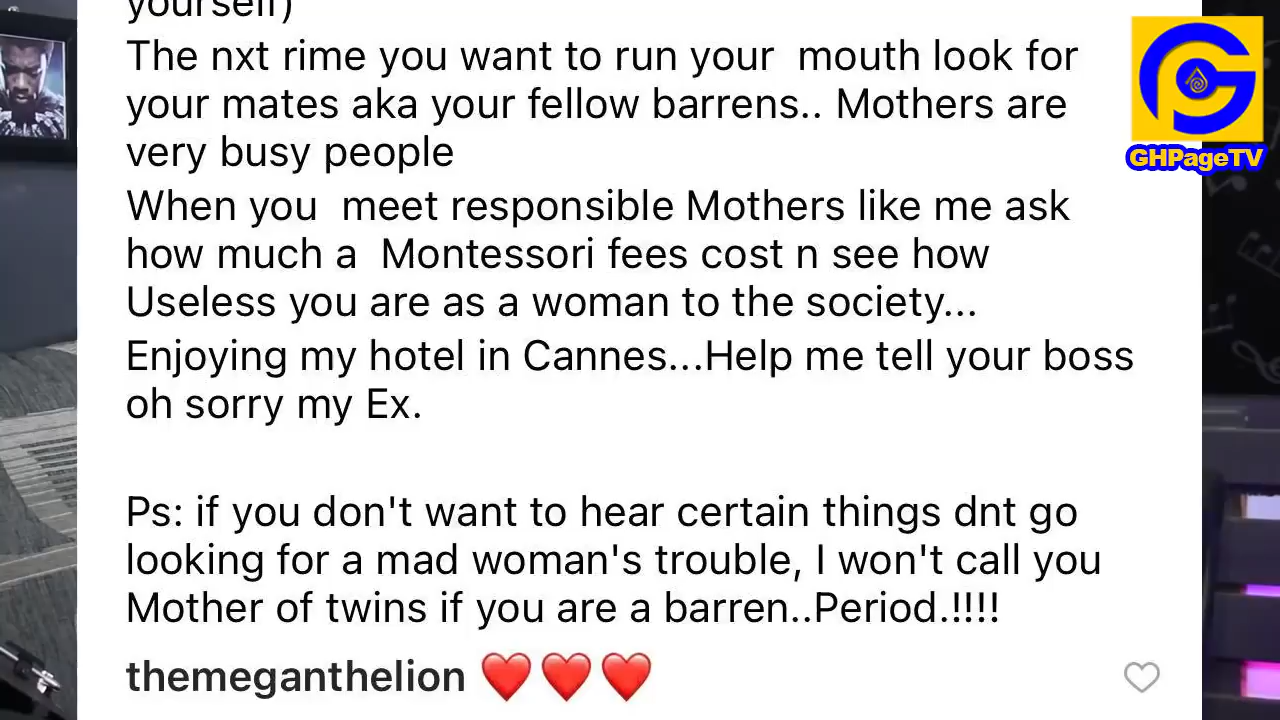 yourself)
The nxt rime you want to run your mouth look for
your mates aka your fellow barrens.. Mothers are
very busy people
When you meet responsible Mothers like me ask
how much a Montessori fees cost n see how
Useless you are as a woman to the society...
Enjoying my hotel in Cannes...Help me tell your boss
oh sorry my Ex.
Ps: if you don't want to hear certain things dnt go
looking for a mad woman's trouble, I won't call you
Mother of twins if you are a barren..Period.!!!!
themeganthelion ❤️❤️❤️
GHPageTV